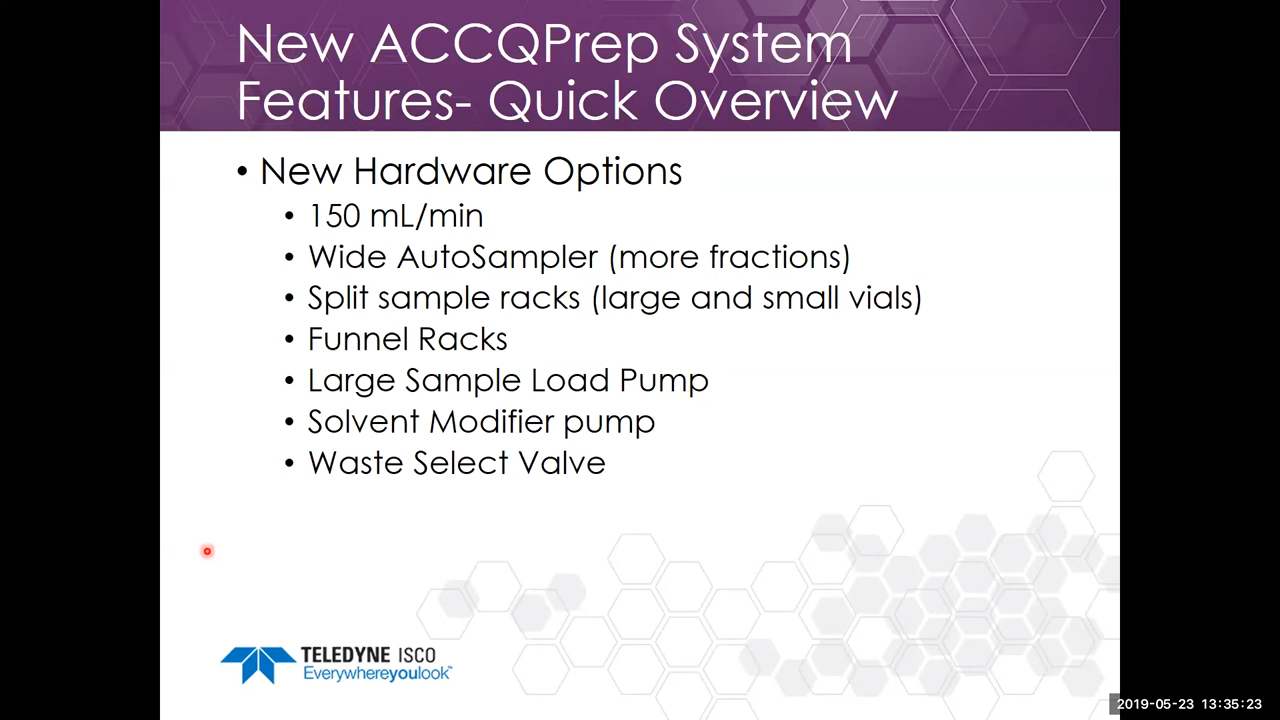 New ACCQPrep System
Features- Quick Overview
• New Hardware Options
• 150 mL/min
• Wide AutoSampler (more fractions)
• Split sample racks (large and small vials)
• Funnel Racks
• Large Sample Load Pump
• Solvent Modifier pump
• Waste Select Valve
TELEDYNE ISCO
Everywhereyoulook™
2019-05-23 13:35:23